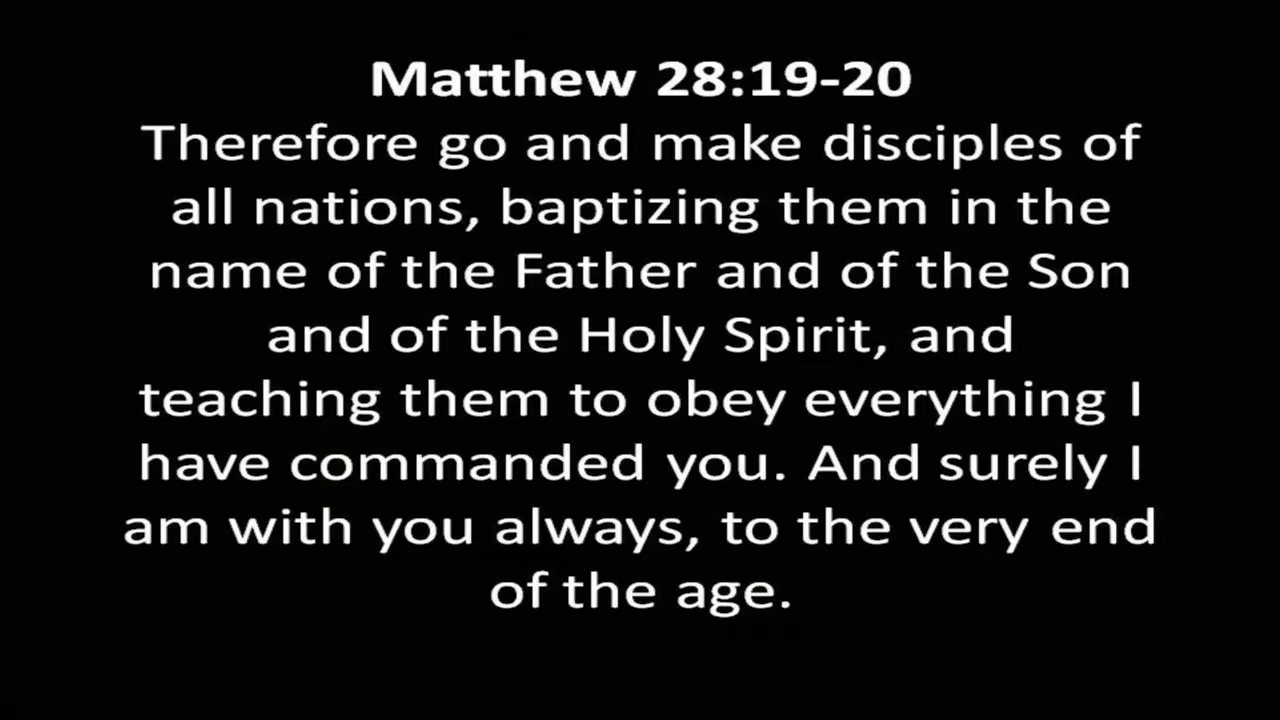 Matthew 28:19-20
Therefore go and make disciples of
all nations, baptizing them in the
name of the Father and of the Son
and of the Holy Spirit, and
teaching them to obey everything I
have commanded you. And surely I
am with you always, to the very end
of the age.